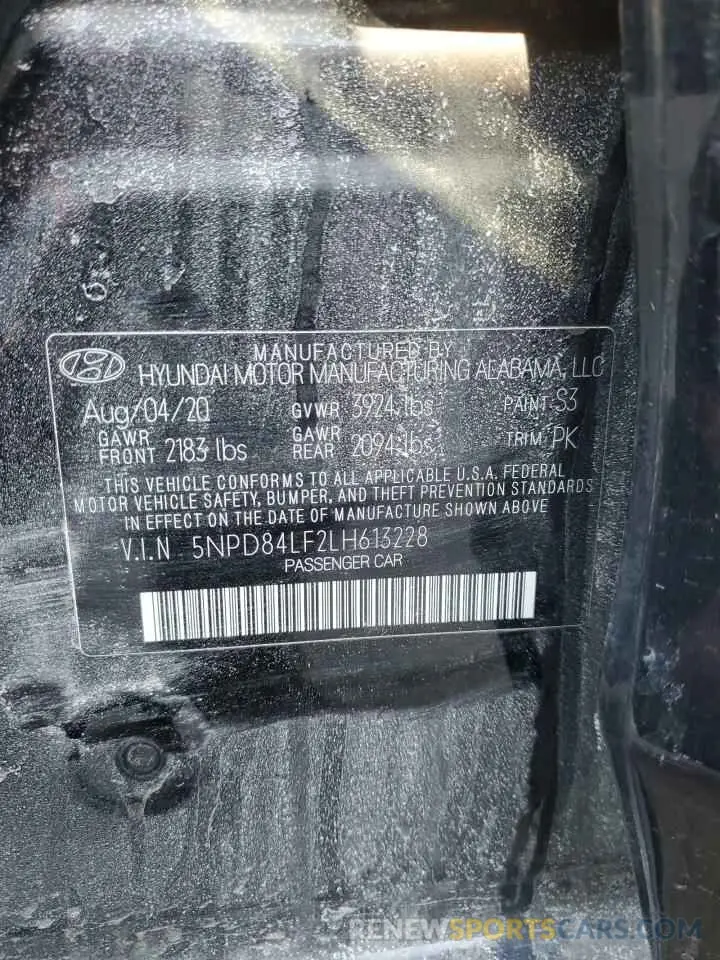 MANUFACTURED BY
HYUNDAI MOTOR MANUFACTURING ALABAMA, LLC
Aug/04/20 GVWR 3924 lbs PAINT S3
GAWR FRONT 2183 lbs GAWR REAR 2094 lbs TRIM PK
THIS VEHICLE CONFORMS TO ALL APPLICABLE U.S.A. FEDERAL
MOTOR VEHICLE SAFETY, BUMPER, AND THEFT PREVENTION STANDARDS
IN EFFECT ON THE DATE OF MANUFACTURE SHOWN ABOVE
V.I.N 5NPD84LF2LH613228
PASSENGER CAR
RENEWSPORTSCARS.COM